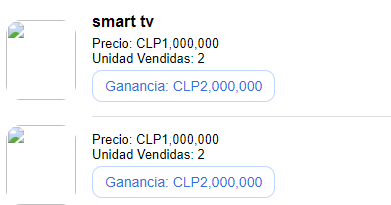 smart tv
Precio: CLP1,000,000
Unidad Vendidas: 2
Ganancia: CLP2,000,000
Precio: CLP1,000,000
Unidad Vendidas: 2
Ganancia: CLP2,000,000